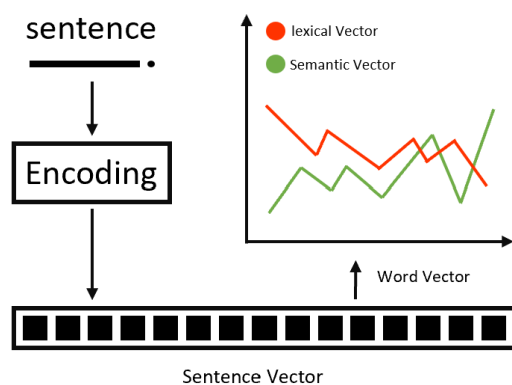 sentence
Encoding
lexical Vector
Semantic Vector
Word Vector
Sentence Vector